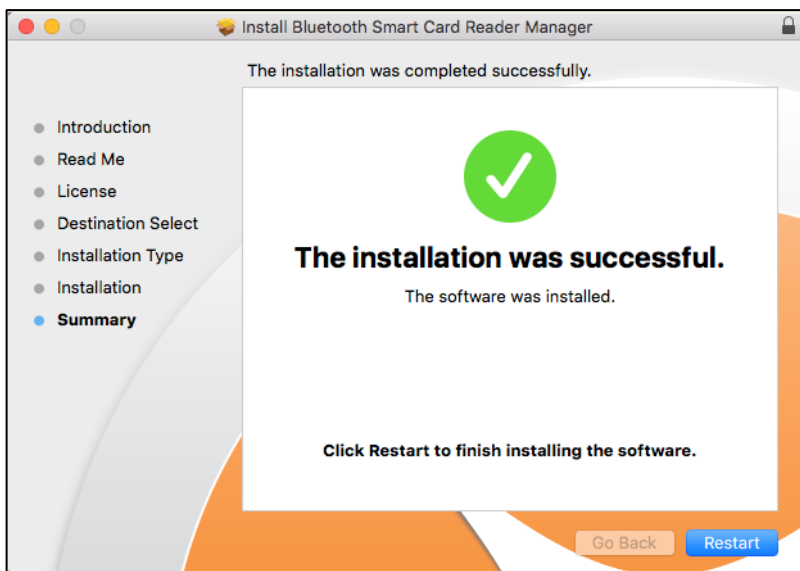 Install Bluetooth Smart Card Reader Manager
The installation was completed successfully.
Introduction
Read Me
License
Destination Select
Installation Type
Installation
Summary
The installation was successful.
The software was installed.
Click Restart to finish installing the software.
Go Back
Restart